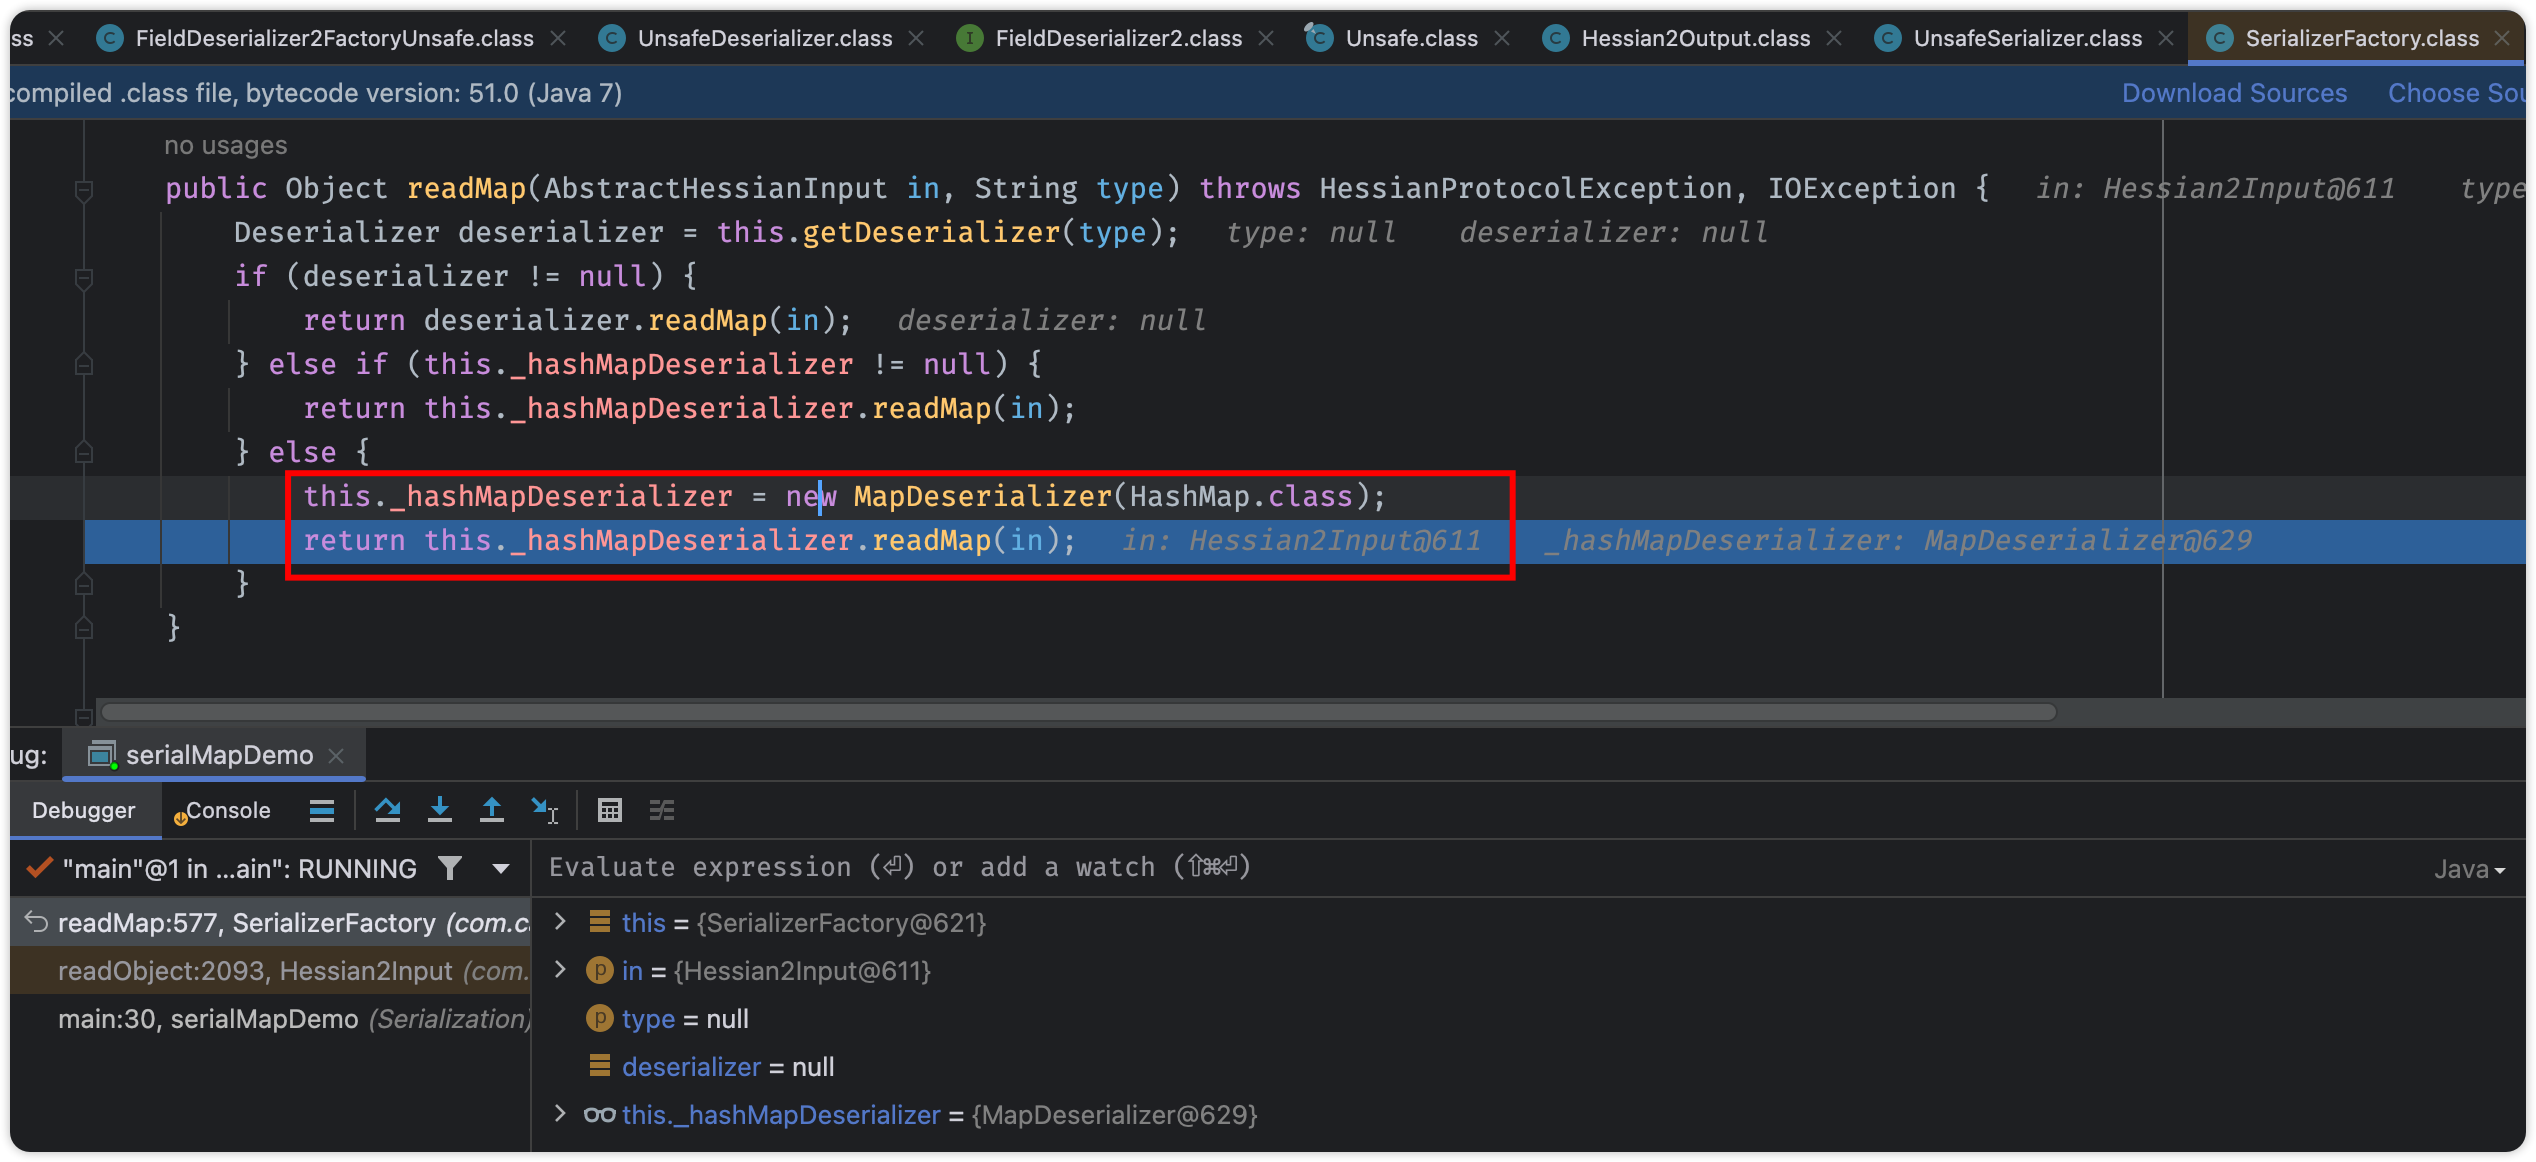 ss FieldDeserializer2FactoryUnsafe.class UnsafeDeserializer.class FieldDeserializer2.class Unsafe.class Hessian2Output.class UnsafeSerializer.class SerializerFactory.class
compiled .class file, bytecode version: 51.0 (Java 7) Download Sources Choose Sou
no usages
public Object readMap(AbstractHessianInput in, String type) throws HessianProtocolException, IOException { in: Hessian2Input@611 type
Deserializer deserializer = this.getDeserializer(type); type: null deserializer: null
if (deserializer != null) {
return deserializer.readMap(in); deserializer: null
} else if (this._hashMapDeserializer != null) {
return this._hashMapDeserializer.readMap(in);
} else {
this._hashMapDeserializer = new MapDeserializer(HashMap.class);
return this._hashMapDeserializer.readMap(in); in: Hessian2Input@611 _hashMapDeserializer: MapDeserializer@629
}
}
ug: serialMapDemo
Debugger Console
"main"@1 in ...ain": RUNNING Evaluate expression (⏎) or add a watch (⇧⌘⏎) Java
readMap:577, SerializerFactory (com.ca
readObject:2093, Hessian2Input (com.
main:30, serialMapDemo (Serialization)
this = {SerializerFactory@621}
in = {Hessian2Input@611}
type = null
deserializer = null
this._hashMapDeserializer = {MapDeserializer@629}